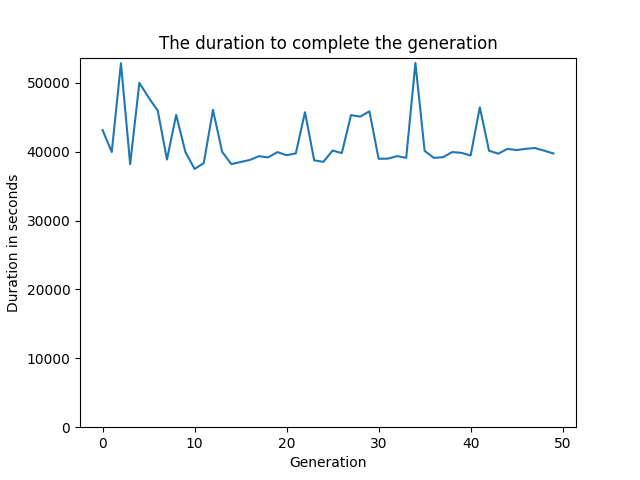 The duration to complete the generation
Duration in seconds
50000
40000
30000
20000
10000
0
0 10 20 30 40 50
Generation